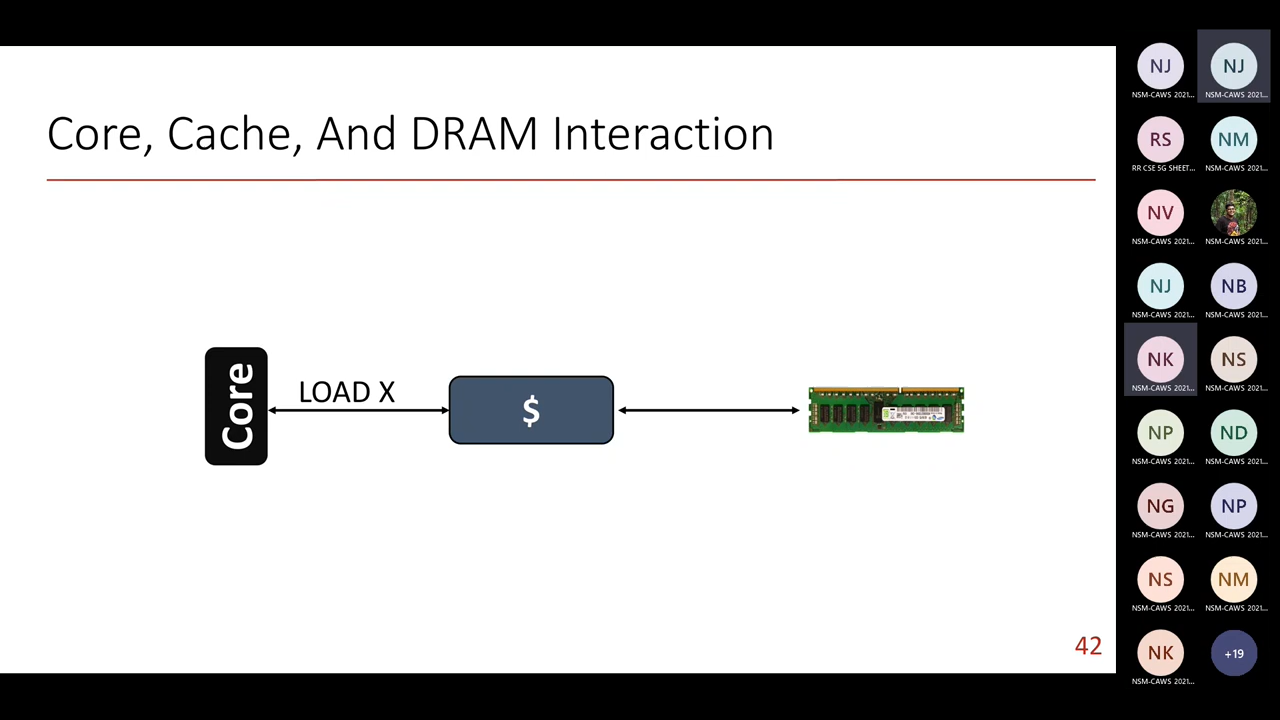 Core, Cache, And DRAM Interaction
Core
LOAD X
$
42
NJ
NJ
NSM-CAWS 2021...
NSM-CAWS 2021...
RS
NM
RR CSE 5G SHEET...
NSM-CAWS 2021...
NV
NSM-CAWS 2021...
NSM-CAWS 2021...
NJ
NB
NSM-CAWS 2021...
NSM-CAWS 2021...
NK
NS
NSM-CAWS 2021...
NSM-CAWS 2021...
NP
ND
NSM-CAWS 2021...
NSM-CAWS 2021...
NG
NP
NSM-CAWS 2021...
NSM-CAWS 2021...
NS
NM
NSM-CAWS 2021...
NSM-CAWS 2021...
NK
+19
NSM-CAWS 2021...